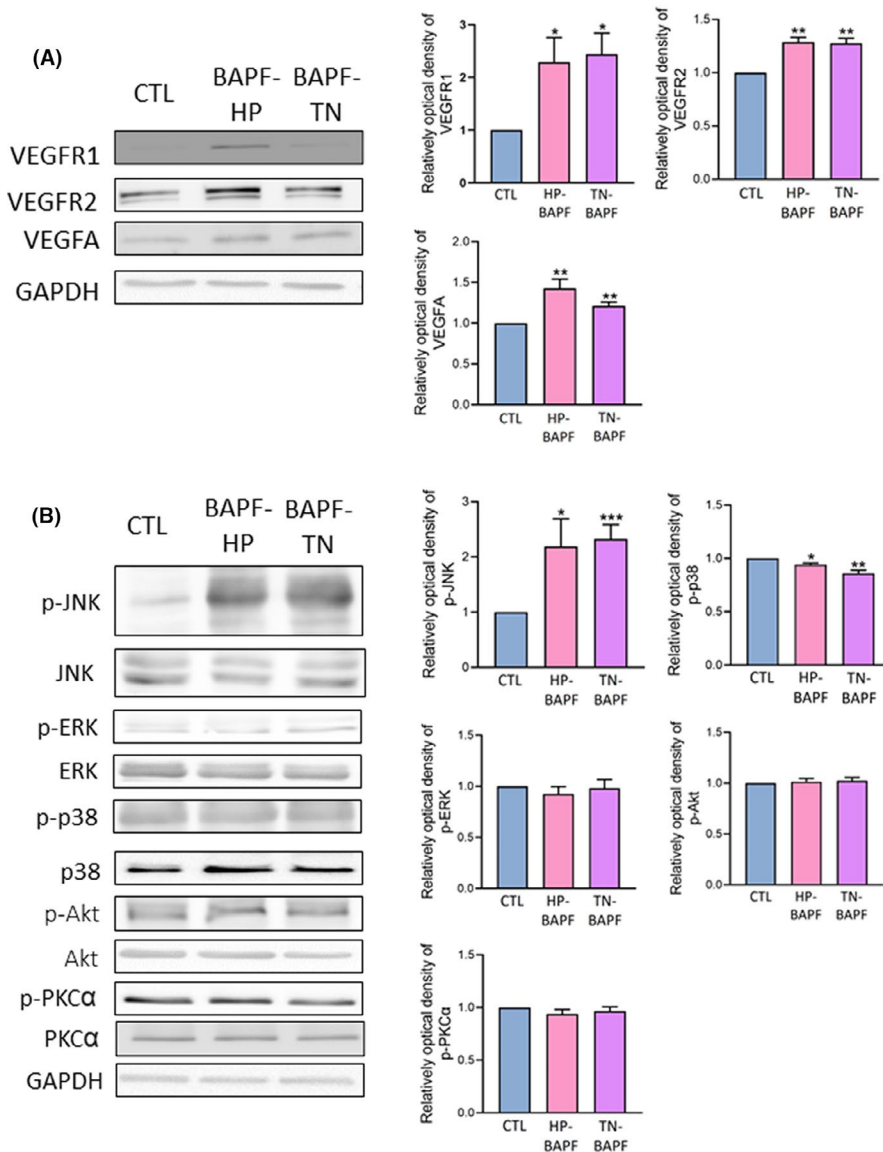 (A)
CTL
BAPF-
HP
BAPF-
TN
VEGFR1
VEGFR2
VEGFA
GAPDH
Relatively optical density of
VEGFR1
3
2
1
0
*
*
CTL
HP-
BAPF
TN-
BAPF
Relatively optical density of
VEGFR2
1.5
1.0
0.5
0.0
**
**
CTL
HP-
BAPF
TN-
BAPF
Relatively optical density of
VEGFA
2.0
1.5
1.0
0.5
0.0
**
**
CTL
HP-
BAPF
TN-
BAPF
(B)
CTL
BAPF-
HP
BAPF-
TN
p-JNK
JNK
p-ERK
ERK
p-p38
p38
p-Akt
Akt
p-PKCα
PKCα
GAPDH
Relatively optical density of
p-JNK
3
2
1
0
*
***
CTL
HP-
BAPF
TN-
BAPF
Relatively optical density of
p-p38
1.5
1.0
0.5
0.0
*
**
CTL
HP-
BAPF
TN-
BAPF
Relatively optical density of
p-ERK
1.5
1.0
0.5
0.0
CTL
HP-
BAPF
TN-
BAPF
Relatively optical density of
p-Akt
1.5
1.0
0.5
0.0
CTL
HP-
BAPF
TN-
BAPF
Relatively optical density of
p-PKCα
1.5
1.0
0.5
0.0
CTL
HP-
BAPF
TN-
BAPF